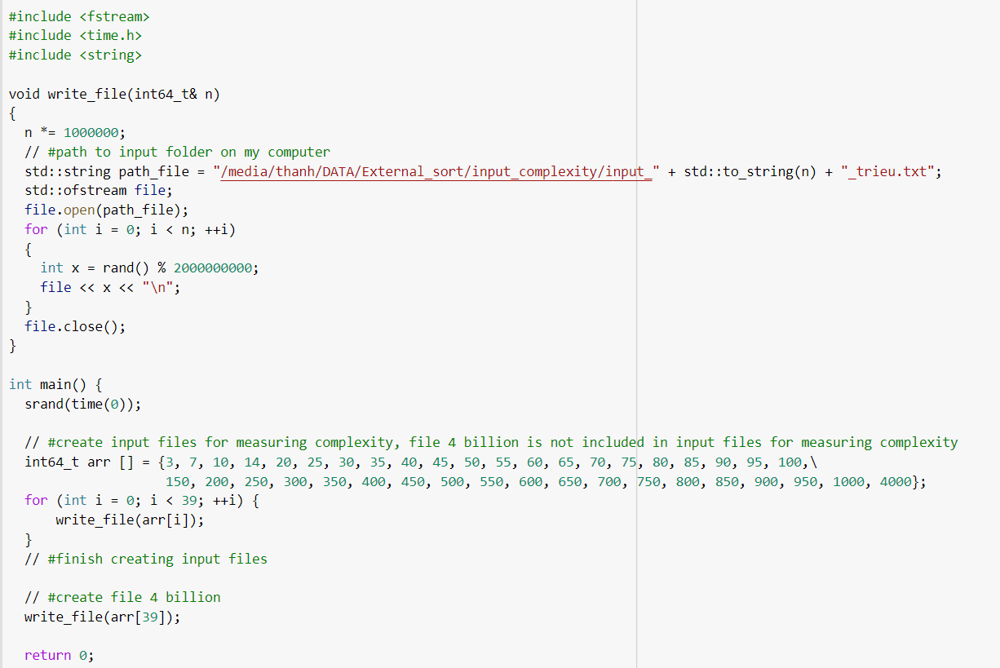 #include <fstream>
#include <time.h>
#include <string>
void write_file(int64_t& n)
{
n *= 1000000;
// #path to input folder on my computer
std::string path_file = "/media/thanh/DATA/External_sort/input_complexity/input_" + std::to_string(n) + "_trieu.txt";
std::ofstream file;
file.open(path_file);
for (int i = 0; i < n; ++i)
{
int x = rand() % 2000000000;
file << x << "\n";
}
file.close();
}
int main() {
srand(time(0));
// #create input files for measuring complexity, file 4 billion is not included in input files for measuring complexity
int64_t arr [] = {3, 7, 10, 14, 20, 25, 30, 35, 40, 45, 50, 55, 60, 65, 70, 75, 80, 85, 90, 95, 100,\
150, 200, 250, 300, 350, 400, 450, 500, 550, 600, 650, 700, 750, 800, 850, 900, 950, 1000, 4000};
for (int i = 0; i < 39; ++i) {
write_file(arr[i]);
}
// #finish creating input files
// #create file 4 billion
write_file(arr[39]);
return 0;